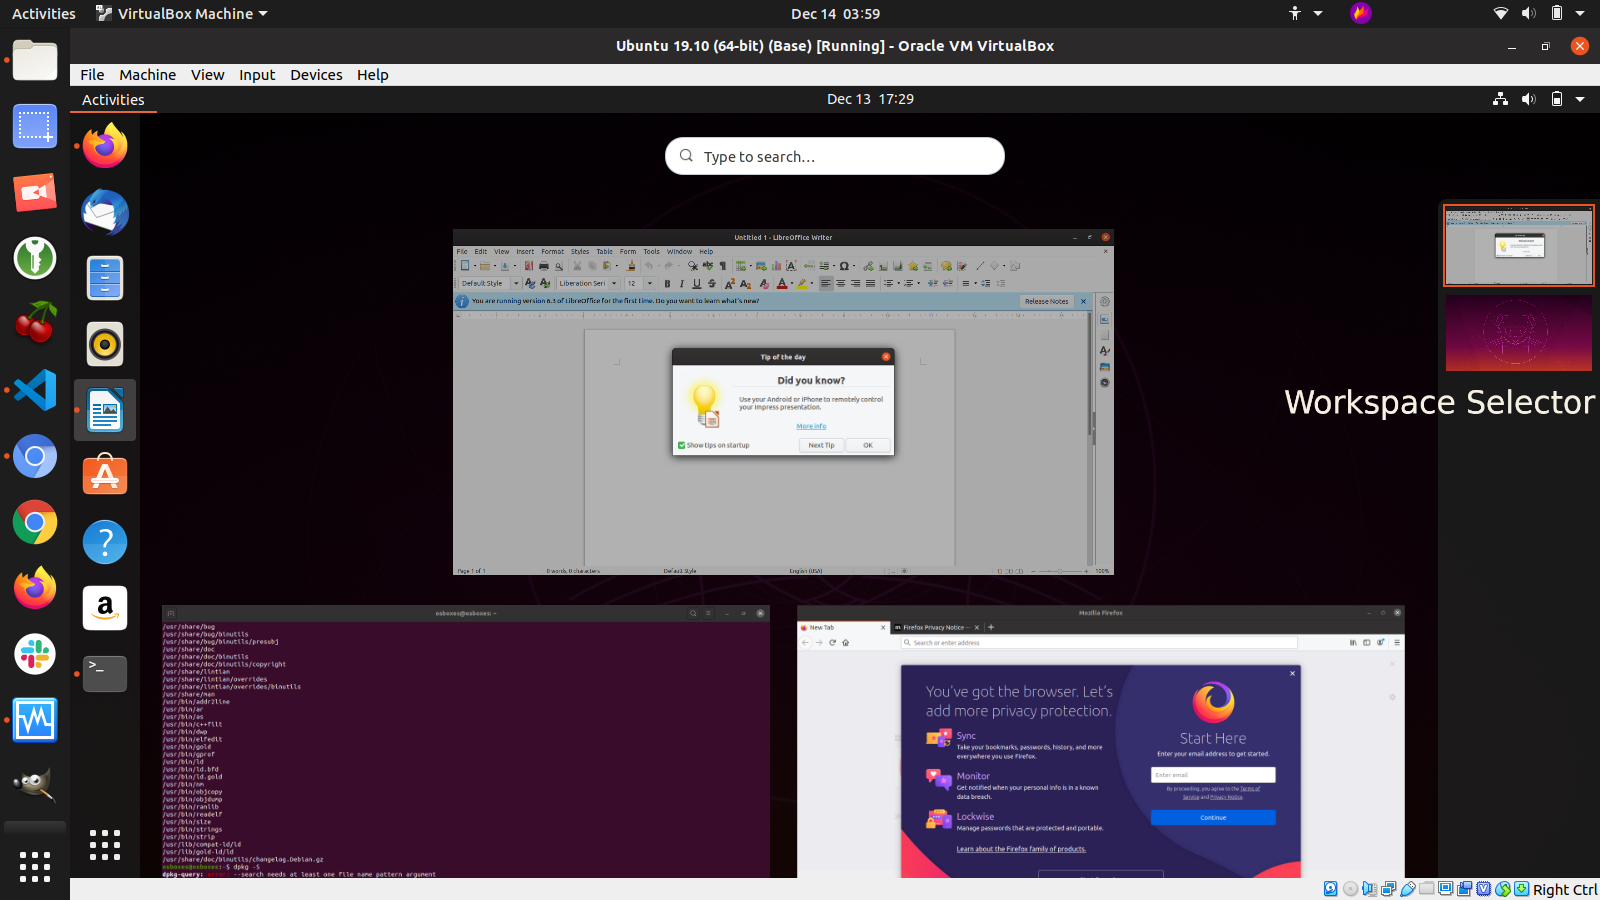 Activities VirtualBox Machine Dec 14 03:59
Ubuntu 19.10 (64-bit) (Base) [Running] - Oracle VM VirtualBox
File Machine View Input Devices Help
Activities Dec 13 17:29
Type to search...
Untitled 1 - LibreOffice Writer
File Edit View Insert Format Styles Table Form Tools Window Help
Default Style Liberation Seri 12
You are running version 6.3 of LibreOffice for the first time. Do you want to learn what's new? Release Notes
Tip of the day
Did you know?
Use your Android or iPhone to remotely control
your Impress presentation.
More info
Show tips on startup Next Tip OK
Page 1 of 1 0 words, 0 characters Default Style English (USA) 100%
Workspace Selector
osboxes@osboxes: ~
/usr/share/bug
/usr/share/bug/binutils
/usr/share/bug/binutils/presubj
/usr/share/doc
/usr/share/doc/binutils
/usr/share/doc/binutils/copyright
/usr/share/lintian
/usr/share/lintian/overrides
/usr/share/lintian/overrides/binutils
/usr/share/man
/usr/bin/addr2line
/usr/bin/ar
/usr/bin/as
/usr/bin/c++filt
/usr/bin/dwp
/usr/bin/elfedit
/usr/bin/gold
/usr/bin/gprof
/usr/bin/ld
/usr/bin/ld.bfd
/usr/bin/ld.gold
/usr/bin/nm
/usr/bin/objcopy
/usr/bin/objdump
/usr/bin/ranlib
/usr/bin/readelf
/usr/bin/size
/usr/bin/strings
/usr/bin/strip
/usr/lib/compat-ld/ld
/usr/lib/gold-ld/ld
/usr/share/doc/binutils/changelog.Debian.gz
osboxes@osboxes:~$ dpkg -S
dpkg-query: error: --search needs at least one file name pattern argument
Mozilla Firefox
New Tab Firefox Privacy Notice
Search or enter address
You've got the browser. Let's
add more privacy protection.
Sync
Take your bookmarks, passwords, history, and more
everywhere you use Firefox.
Monitor
Get notified when your personal info is in a known
data breach.
Lockwise
Manage passwords that are protected and portable.
Learn about the Firefox family of products.
Start Here
Enter your email address to get started.
Enter email
By proceeding, you agree to the Terms of
Service and Privacy Notice.
Continue
Right Ctrl